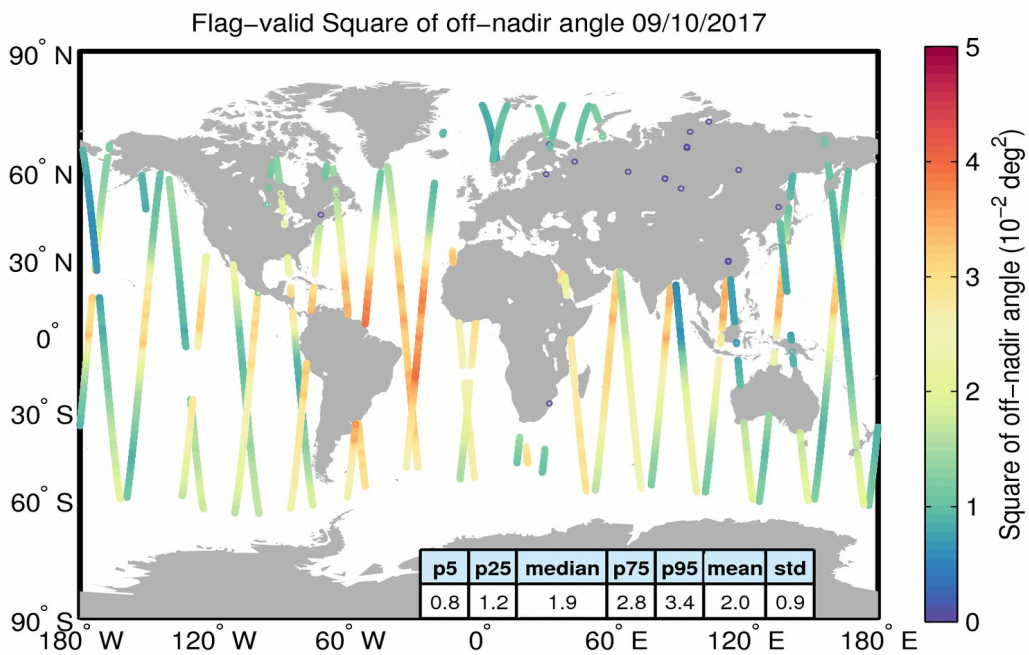 Flag−valid Square of off−nadir angle 09/10/2017
90° N
60° N
30° N
0°
30° S
60° S
90° S
180° W
120° W
60° W
0°
60° E
120° E
180° E
p5 p25 median p75 p95 mean std
0.8 1.2 1.9 2.8 3.4 2.0 0.9
5
4
3
2
1
0
Square of off−nadir angle (10⁻² deg²)